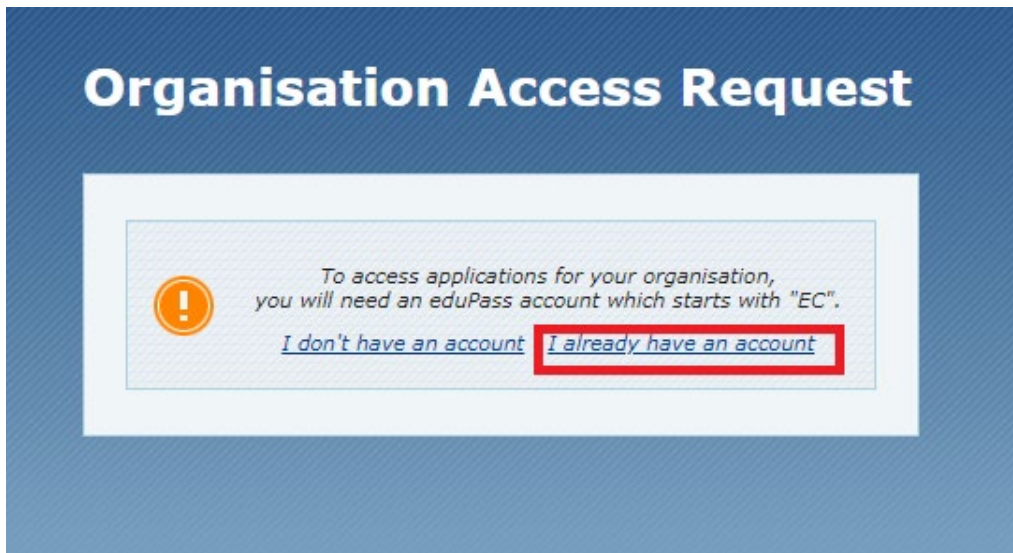 Organisation Access Request
To access applications for your organisation,
you will need an eduPass account which starts with "EC".
I don't have an account I already have an account